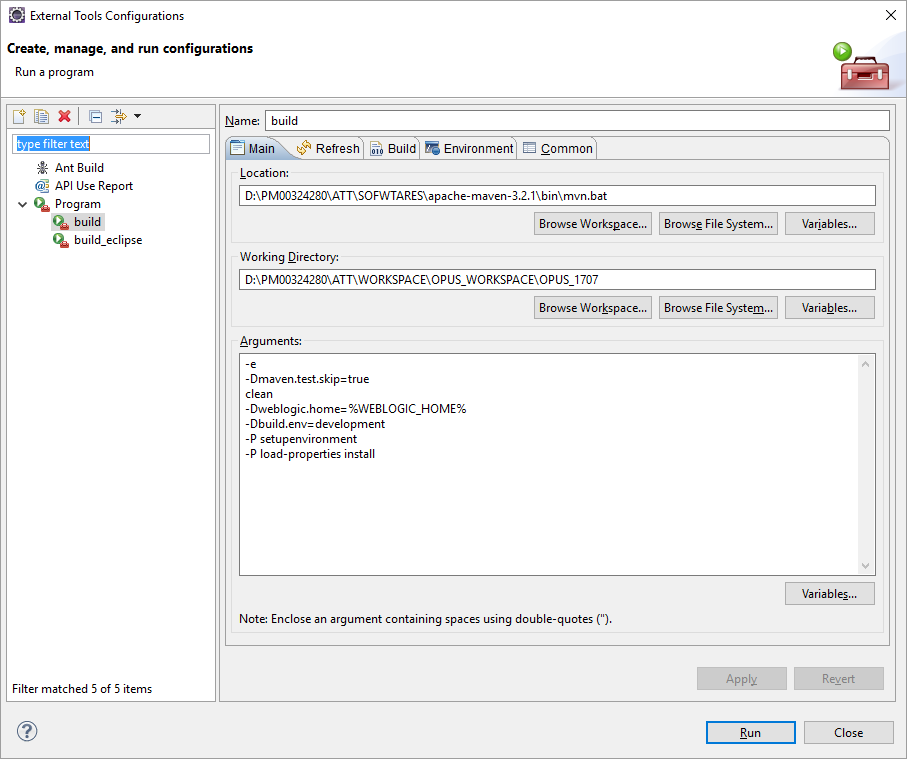 External Tools Configurations
Create, manage, and run configurations
Run a program
type filter text
Ant Build
API Use Report
Program
build
build_eclipse
Filter matched 5 of 5 items
Name: build
Main Refresh Build Environment Common
Location:
D:\PM00324280\ATT\SOFWTARES\apache-maven-3.2.1\bin\mvn.bat
Browse Workspace... Browse File System... Variables...
Working Directory:
D:\PM00324280\ATT\WORKSPACE\OPUS_WORKSPACE\OPUS_1707
Browse Workspace... Browse File System... Variables...
Arguments:
-e
-Dmaven.test.skip=true
clean
-Dweblogic.home=%WEBLOGIC_HOME%
-Dbuild.env=development
-P setupenvironment
-P load-properties install
Variables...
Note: Enclose an argument containing spaces using double-quotes (").
Apply Revert
Run Close